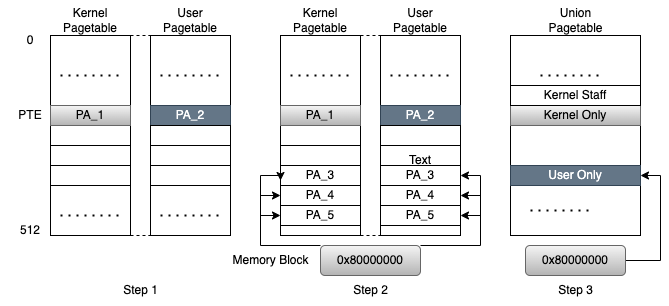 Kernel
Pagetable
User
Pagetable
Kernel
Pagetable
User
Pagetable
Union
Pagetable
0
........
........
........
........
........
Kernel Staff
PTE
PA_1
PA_2
PA_1
PA_2
Kernel Only
Text
PA_3
PA_3
User Only
PA_4
PA_4
........
........
PA_5
PA_5
........
512
Memory Block
0x80000000
0x80000000
Step 1
Step 2
Step 3